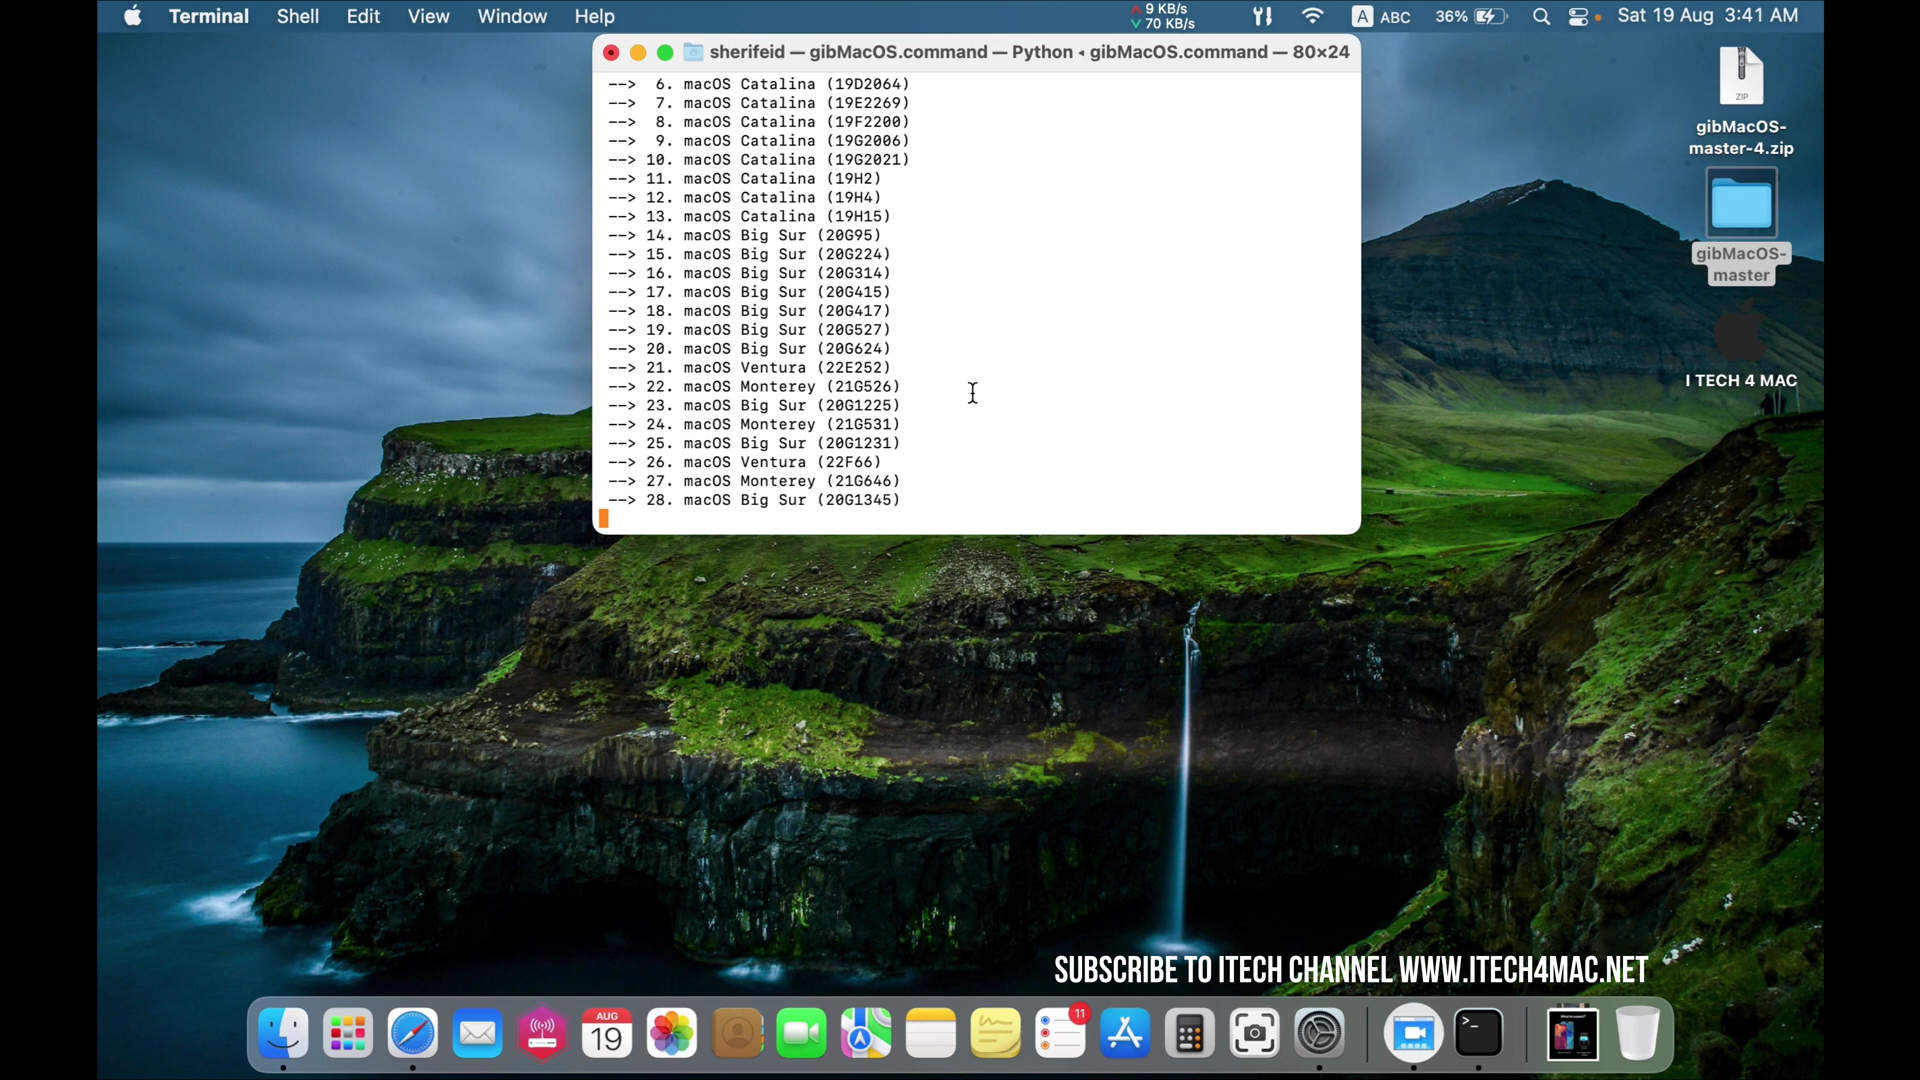 Terminal Shell Edit View Window Help
9 KB/s
70 KB/s
A ABC 36% Sat 19 Aug 3:41 AM
sherifeid — gibMacOS.command — Python ◂ gibMacOS.command — 80×24
--> 6. macOS Catalina (19D2064)
--> 7. macOS Catalina (19E2269)
--> 8. macOS Catalina (19F2200)
--> 9. macOS Catalina (19G2006)
--> 10. macOS Catalina (19G2021)
--> 11. macOS Catalina (19H2)
--> 12. macOS Catalina (19H4)
--> 13. macOS Catalina (19H15)
--> 14. macOS Big Sur (20G95)
--> 15. macOS Big Sur (20G224)
--> 16. macOS Big Sur (20G314)
--> 17. macOS Big Sur (20G415)
--> 18. macOS Big Sur (20G417)
--> 19. macOS Big Sur (20G527)
--> 20. macOS Big Sur (20G624)
--> 21. macOS Ventura (22E252)
--> 22. macOS Monterey (21G526)
--> 23. macOS Big Sur (20G1225)
--> 24. macOS Monterey (21G531)
--> 25. macOS Big Sur (20G1231)
--> 26. macOS Ventura (22F66)
--> 27. macOS Monterey (21G646)
--> 28. macOS Big Sur (20G1345)
ZIP
gibMacOS-
master-4.zip
gibMacOS-
master
I TECH 4 MAC
SUBSCRIBE TO ITECH CHANNEL WWW.ITECH4MAC.NET
AUG
19
11
>_